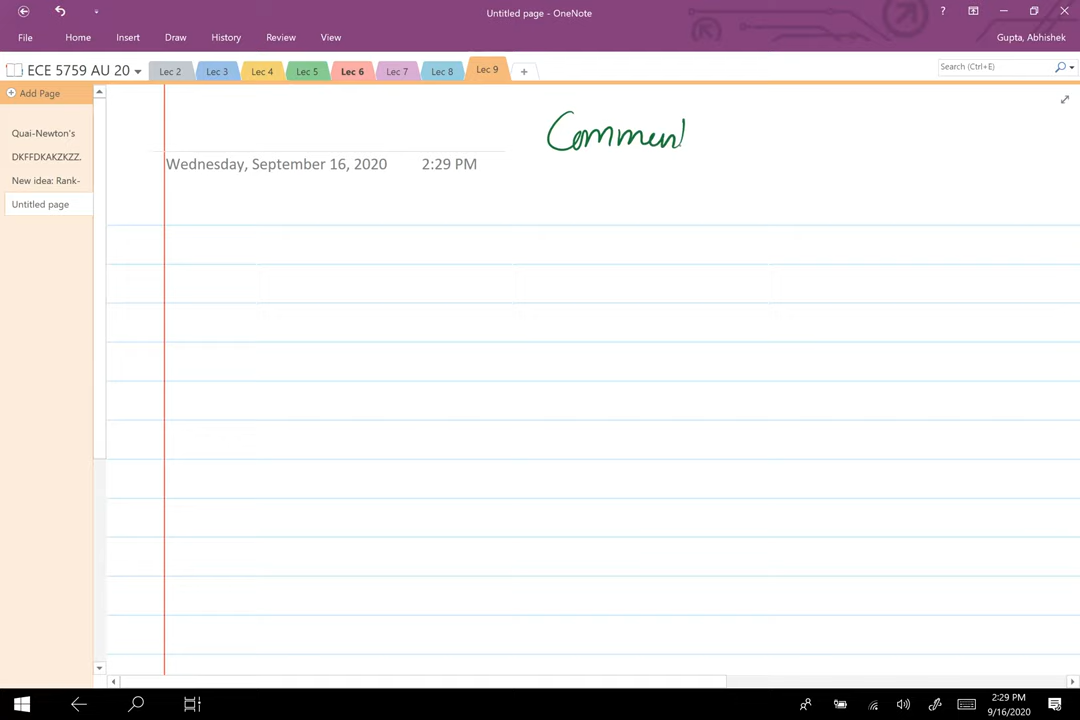 Untitled page - OneNote
?
File
Home
Insert
Draw
History
Review
View
Gupta, Abhishek
ECE 5759 AU 20
Lec 2
Lec 3
Lec 4
Lec 5
Lec 6
Lec 7
Lec 8
Lec 9
+
Search (Ctrl+E)
Add Page
Quai-Newton's
DKFFDKAKZKZZ.
New idea: Rank-
Untitled page
Commen
Wednesday, September 16, 2020 2:29 PM
2:29 PM
9/16/2020